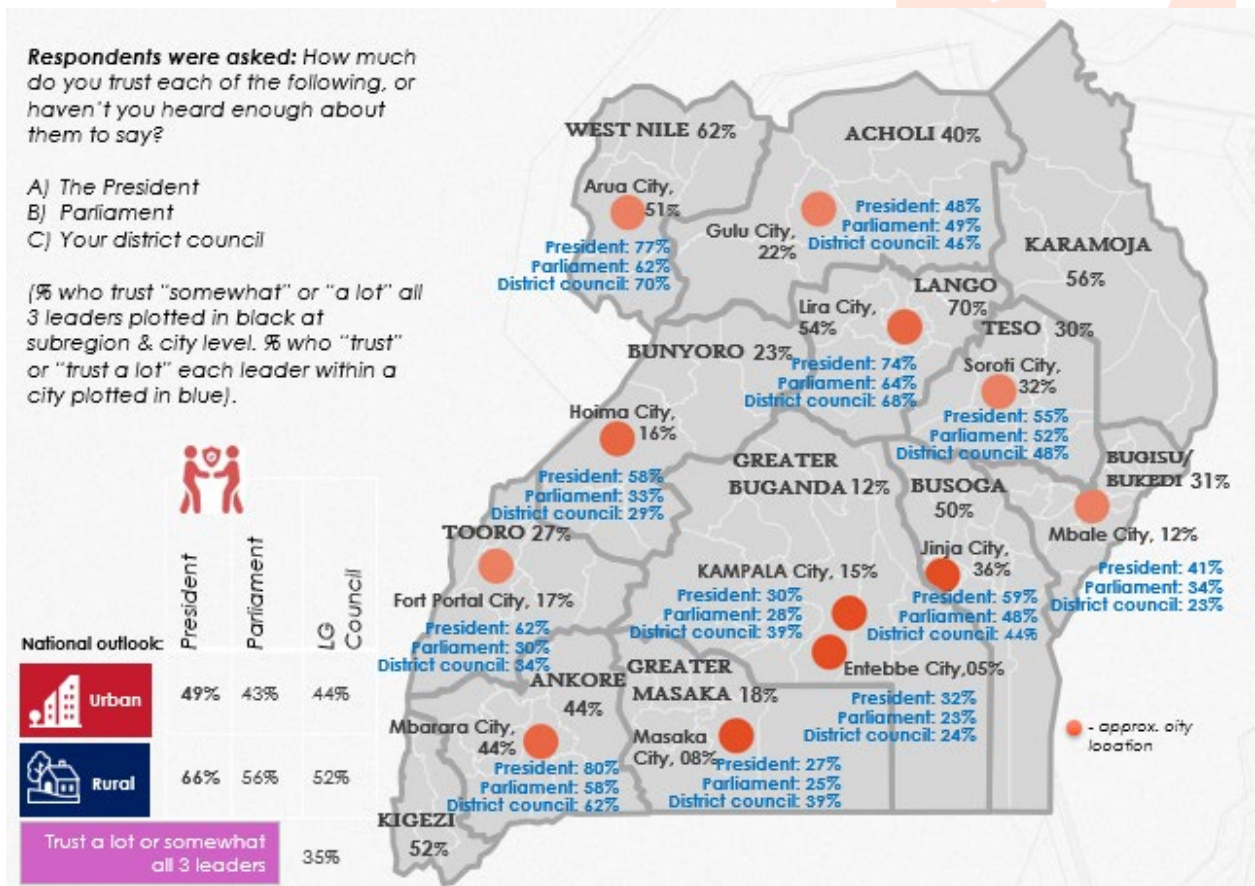 Respondents were asked: How much
do you trust each of the following, or
haven't you heard enough about
them to say?
A) The President
B) Parliament
C) Your district council
(% who trust "somewhat" or "a lot" all
3 leaders plotted in black at
subregion & city level. % who "trust"
or "trust a lot" each leader within a
city plotted in blue).
WEST NILE 62%
Arua City,
51%
President: 77%
Parliament: 62%
District council: 70%
ACHOLI 40%
Gulu City,
22%
President: 48%
Parliament: 49%
District council: 46%
KARAMOJA
56%
LANGO
70%
Lira City,
54%
President: 74%
Parliament: 64%
District council: 68%
TESO 30%
Soroti City,
32%
President: 55%
Parliament: 52%
District council: 48%
BUNYORO 23%
Hoima City,
16%
President: 58%
Parliament: 33%
District council: 29%
GREATER
BUGANDA 12%
KAMPALA City, 15%
President: 30%
Parliament: 28%
District council: 39%
Entebbe City,05%
President: 32%
Parliament: 23%
District council: 24%
BUSOGA
50%
Jinja City,
36%
President: 59%
Parliament: 48%
District council: 44%
BUGISU/
BUKEDI 31%
Mbale City, 12%
President: 41%
Parliament: 34%
District council: 23%
TOORO 27%
Fort Portal City, 17%
President: 62%
Parliament: 30%
District council: 34%
ANKORE
44%
Mbarara City,
44%
President: 80%
Parliament: 58%
District council: 62%
GREATER
MASAKA 18%
Masaka
City, 08%
President: 27%
Parliament: 25%
District council: 39%
KIGEZI
52%
- approx. city
location
National outlook:
President
Parliament
LG
Council
Urban 49% 43% 44%
Rural 66% 56% 52%
Trust a lot or somewhat
all 3 leaders 35%